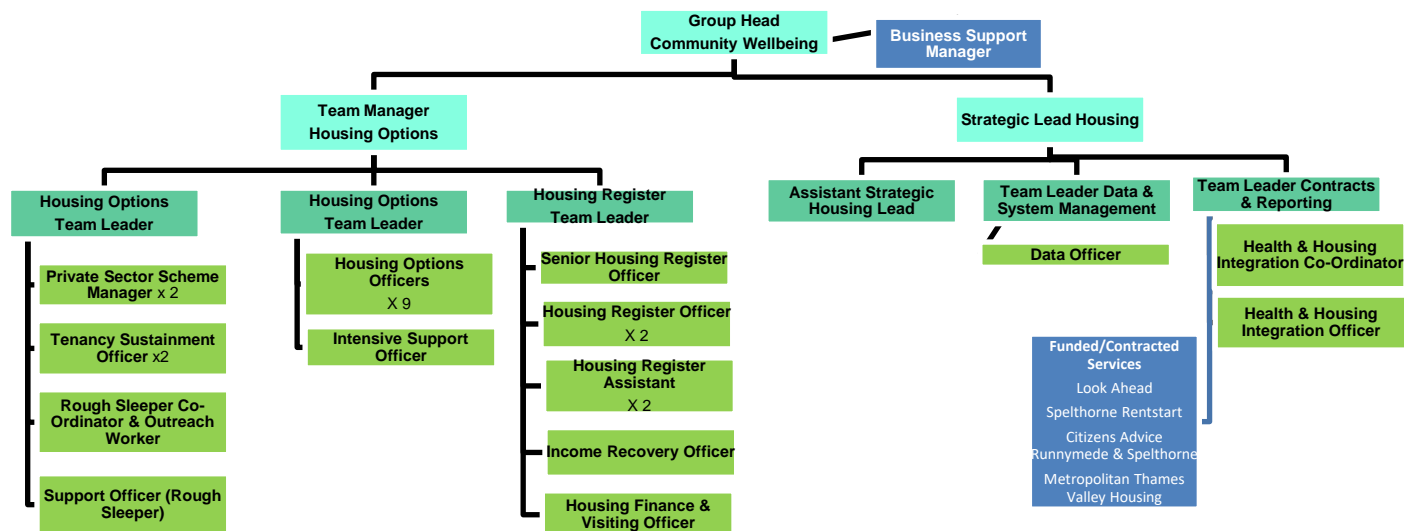 Group Head
Community Wellbeing
Business Support
Manager
Team Manager
Housing Options
Strategic Lead Housing
Housing Options
Team Leader
Housing Options
Team Leader
Housing Register
Team Leader
Assistant Strategic
Housing Lead
Team Leader Data &
System Management
Team Leader Contracts
& Reporting
Private Sector Scheme
Manager x 2
Tenancy Sustainment
Officer x2
Rough Sleeper Co-
Ordinator & Outreach
Worker
Support Officer (Rough
Sleeper)
Housing Options
Officers
X 9
Intensive Support
Officer
Senior Housing Register
Officer
Housing Register Officer
X 2
Housing Register
Assistant
X 2
Income Recovery Officer
Housing Finance &
Visiting Officer
Data Officer
Health & Housing
Integration Co-Ordinator
Health & Housing
Integration Officer
Funded/Contracted
Services
Look Ahead
Spelthorne Rentstart
Citizens Advice
Runnymede & Spelthorne
Metropolitan Thames
Valley Housing